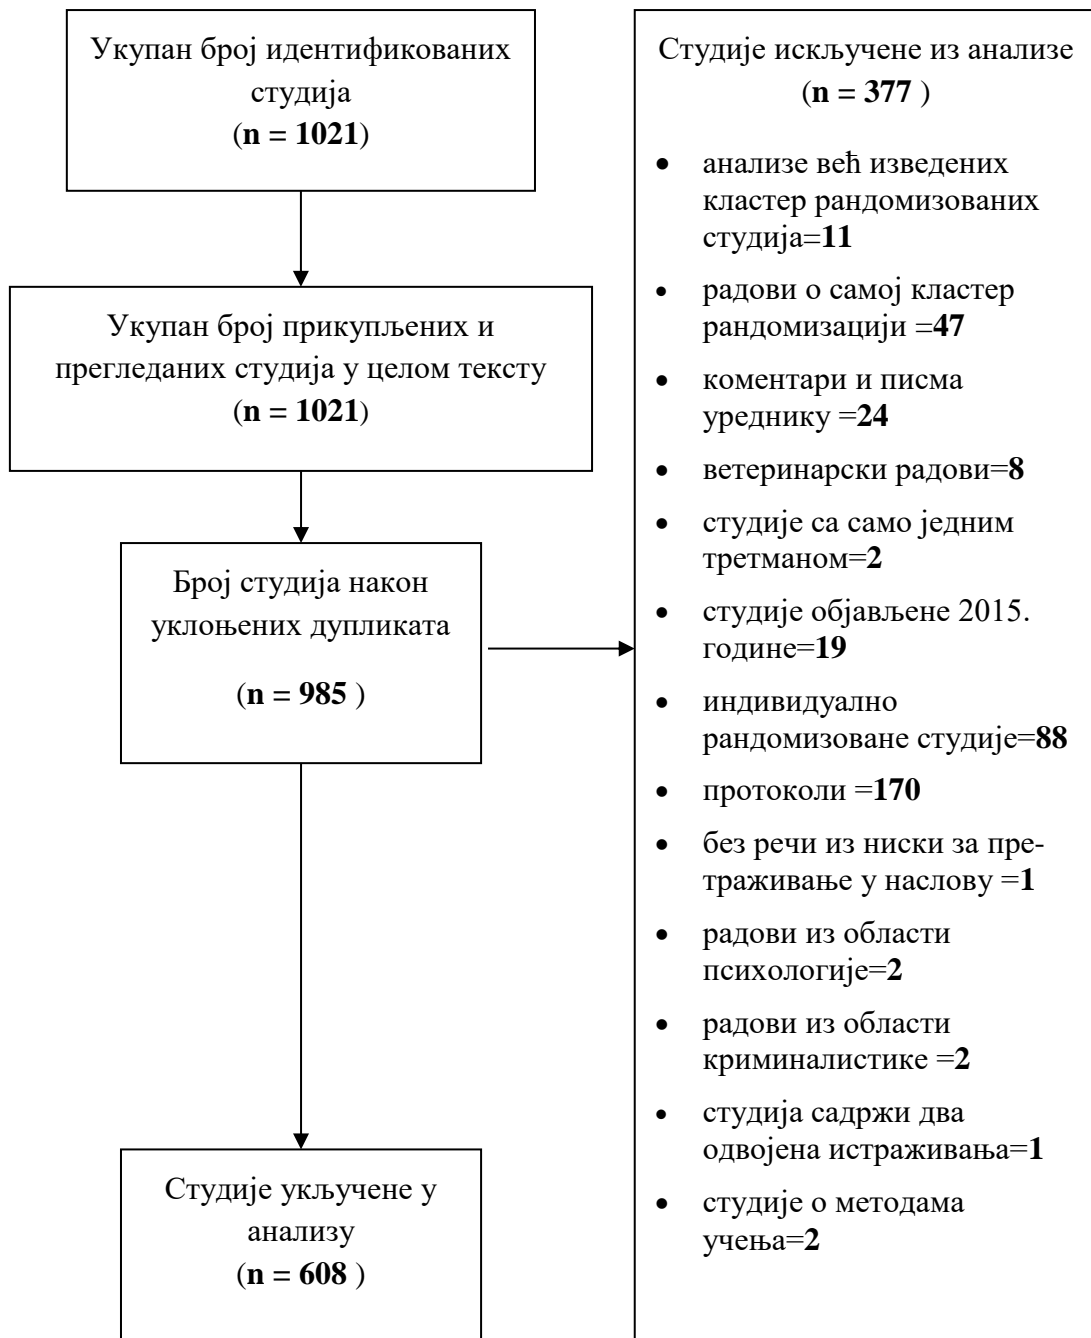 Укупан број идентификованих
студија
(n = 1021)
Укупан број прикупљених и
прегледаних студија у целом тексту
(n = 1021)
Број студија након
уклоњених дупликата
(n = 985 )
Студије укључене у
анализу
(n = 608 )
Студије искључене из анализе
(n = 377 )
• анализе већ изведених
кластер рандомизованих
студија=11
• радови о самој кластер
рандомизацији =47
• коментари и писма
уреднику =24
• ветеринарски радови=8
• студије са само једним
третманом=2
• студије објављене 2015.
године=19
• индивидуално
рандомизоване студије=88
• протоколи =170
• без речи из ниски за пре-
траживање у наслову =1
• радови из области
психологије=2
• радови из области
криминалистике =2
• студија садржи два
одвојена истраживања=1
• студије о методама
учења=2